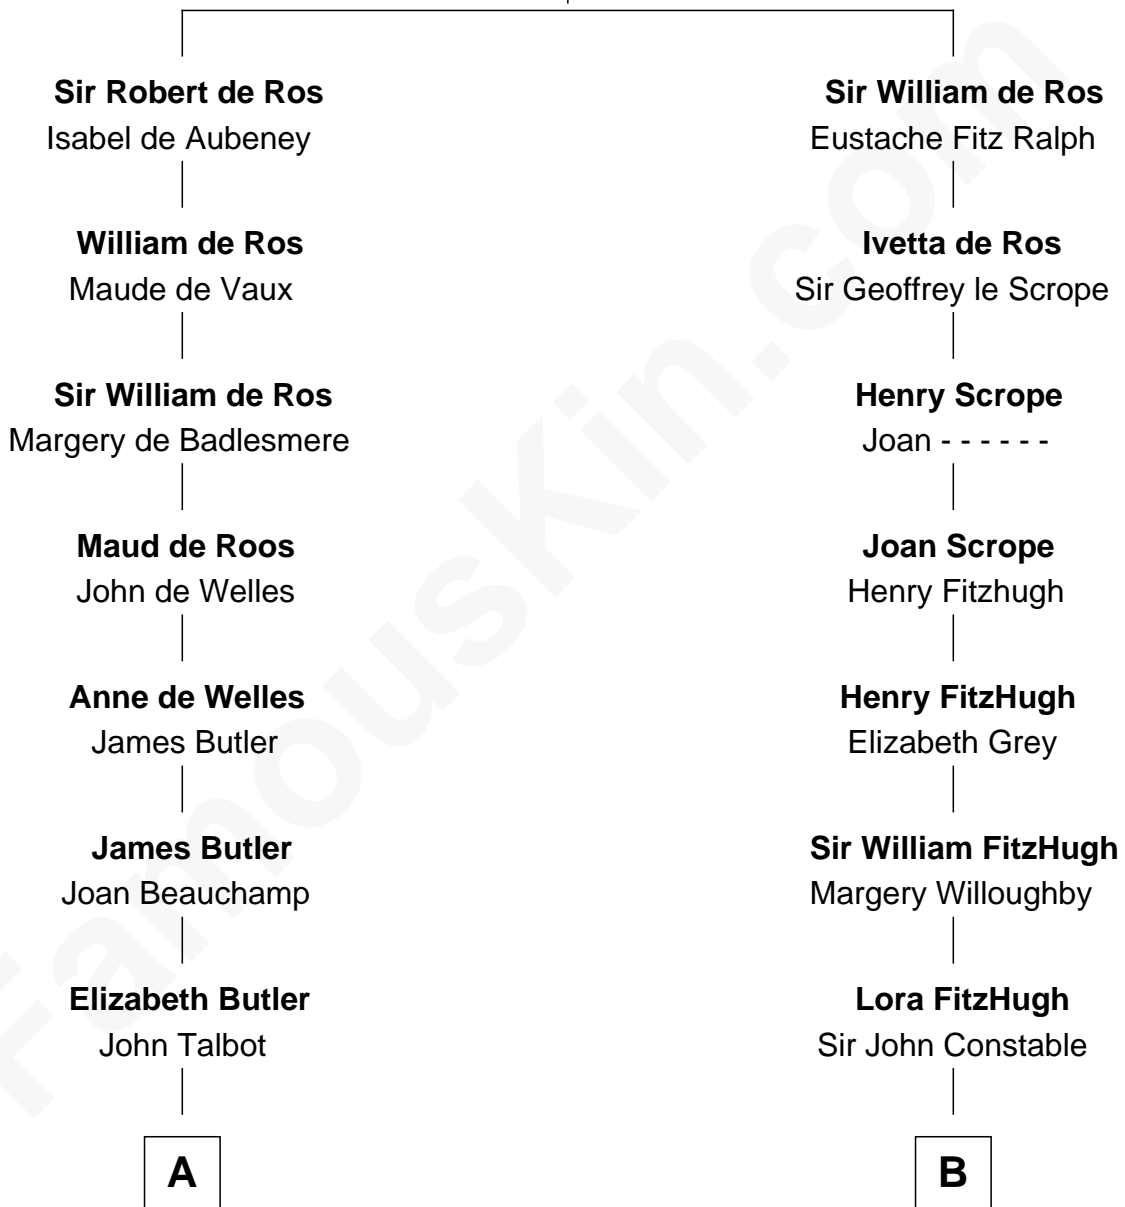 Sir Robert de Ros
Isabel de Aubeney
William de Ros
Maude de Vaux
Sir William de Ros
Margery de Badlesmere
Maud de Roos
John de Welles
Anne de Welles
James Butler
James Butler
Joan Beauchamp
Elizabeth Butler
John Talbot
A
Sir William de Ros
Eustache Fitz Ralph
Ivetta de Ros
Sir Geoffrey le Scrope
Henry Scrope
Joan - - - - - -
Joan Scrope
Henry Fitzhugh
Henry FitzHugh
Elizabeth Grey
Sir William FitzHugh
Margery Willoughby
Lora FitzHugh
Sir John Constable
B
FamousKin.com